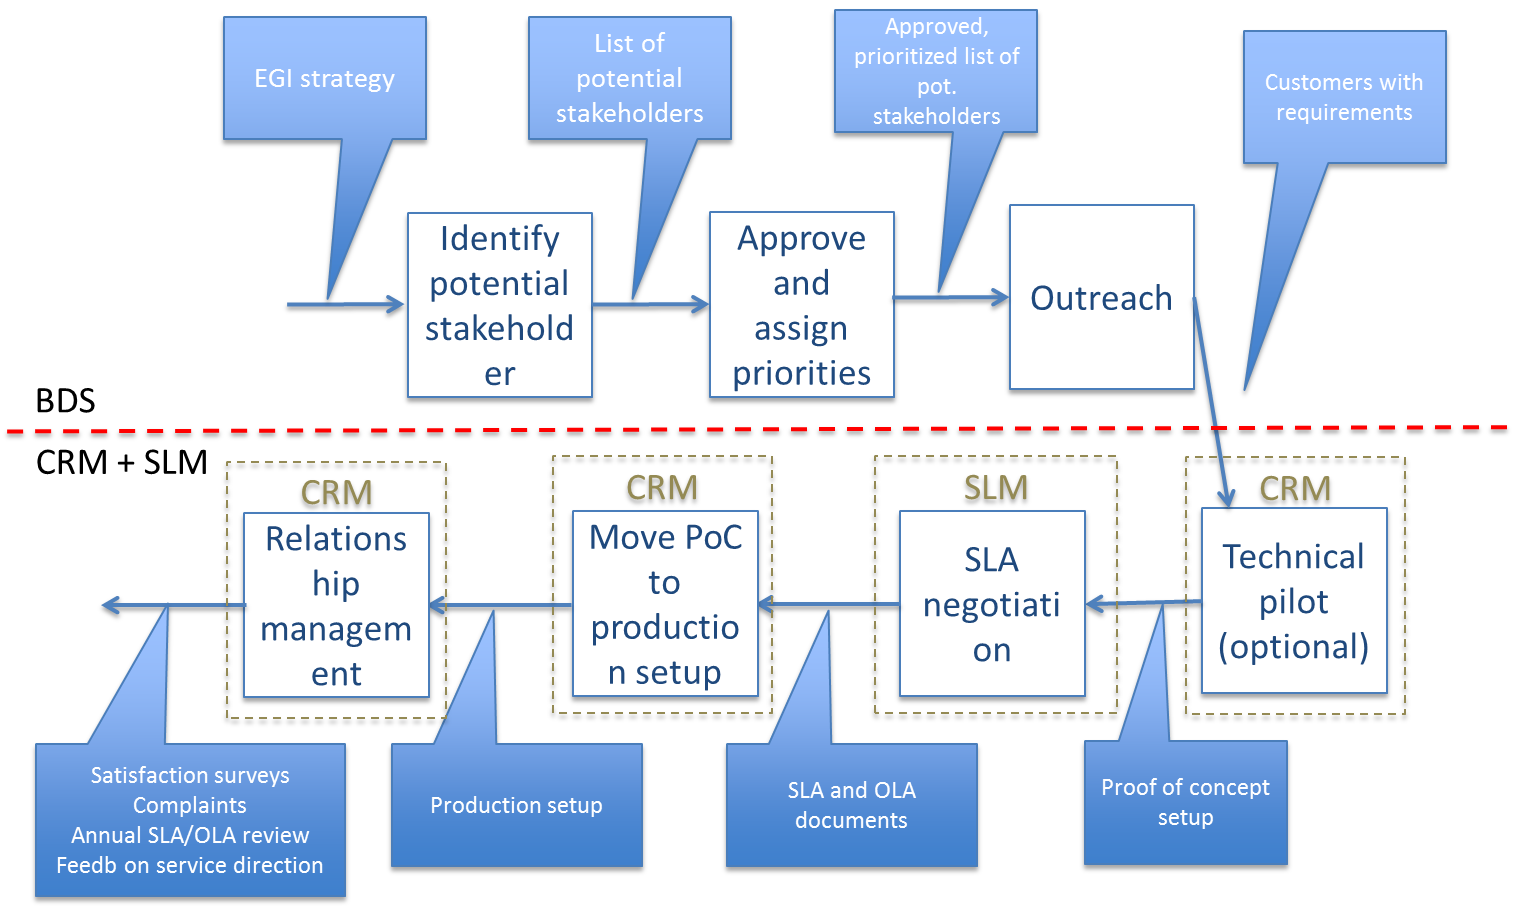 EGI strategy
List of
potential
stakeholders
Approved,
prioritized list of
pot.
stakeholders
Customers with
requirements
Identify
potential
stakehold
er
Approve
and
assign
priorities
Outreach
BDS
CRM + SLM
CRM
Relations
hip
managem
ent
CRM
Move PoC
to
productio
n setup
SLM
SLA
negotiati
on
CRM
Technical
pilot
(optional)
Satisfaction surveys
Complaints
Annual SLA/OLA review
Feedb on service direction
Production setup
SLA and OLA
documents
Proof of concept
setup